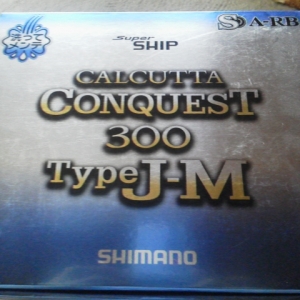 Super
SHIP
S A-RB
CALCUTTA
CONQUEST
300
Type J-M
SHIMANO